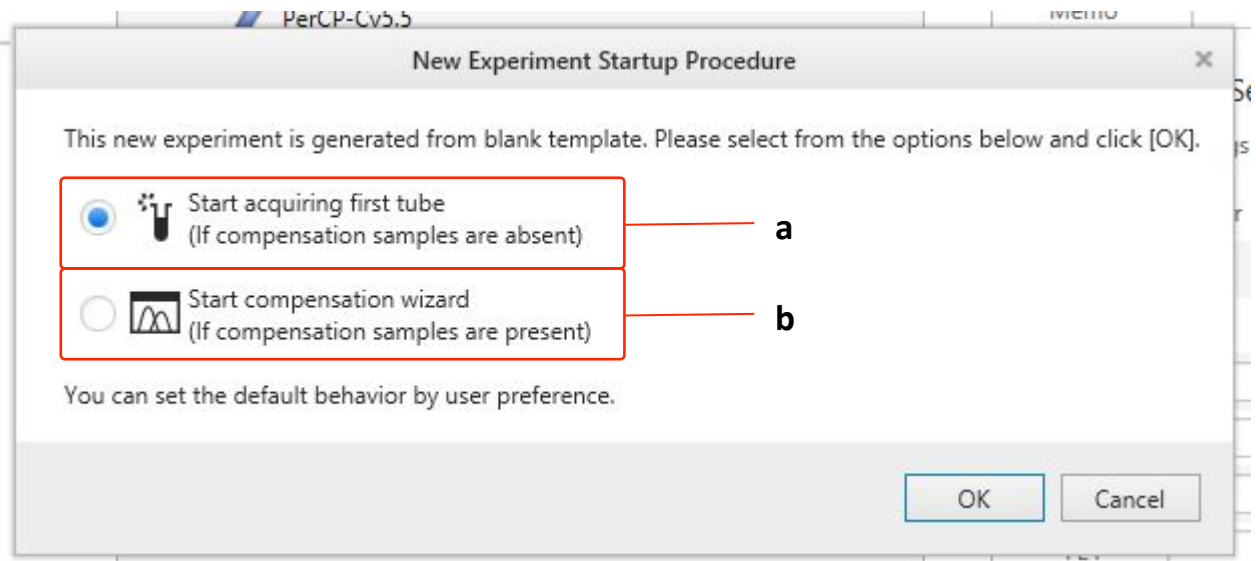 PerCP-Cy5.5
Memo
New Experiment Startup Procedure
This new experiment is generated from blank template. Please select from the options below and click [OK].
Start acquiring first tube
(If compensation samples are absent)
a
Start compensation wizard
(If compensation samples are present)
b
You can set the default behavior by user preference.
OK Cancel